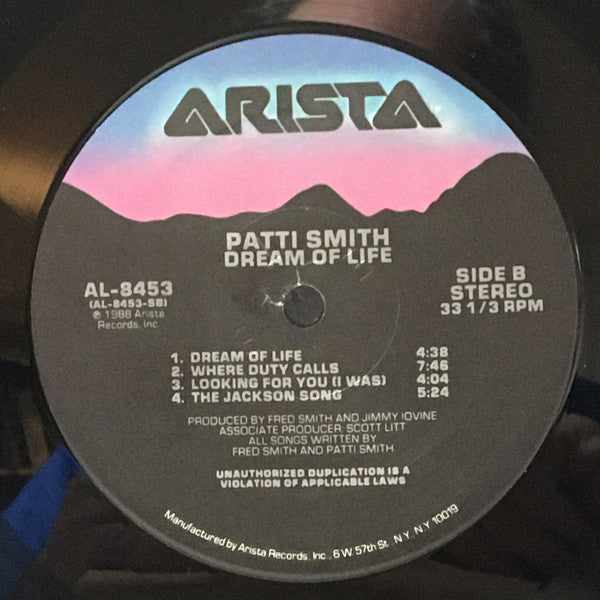 ARISTA
PATTI SMITH
DREAM OF LIFE
AL-8453
(AL-8453-SB)
℗ 1988 Arista
Records, Inc.
SIDE B
STEREO
33 1/3 RPM
1. DREAM OF LIFE 4:38
2. WHERE DUTY CALLS 7:46
3. LOOKING FOR YOU (I WAS) 4:04
4. THE JACKSON SONG 5:24
PRODUCED BY FRED SMITH AND JIMMY IOVINE
ASSOCIATE PRODUCER: SCOTT LITT
ALL SONGS WRITTEN BY
FRED SMITH AND PATTI SMITH
UNAUTHORIZED DUPLICATION IS A
VIOLATION OF APPLICABLE LAWS
Manufactured by Arista Records, Inc., 6 W 57th St. N.Y. N.Y. 10019